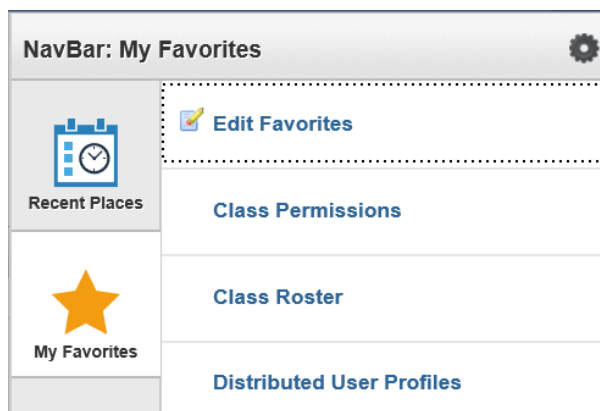 NavBar: My Favorites
Edit Favorites
Recent Places
Class Permissions
Class Roster
My Favorites
Distributed User Profiles